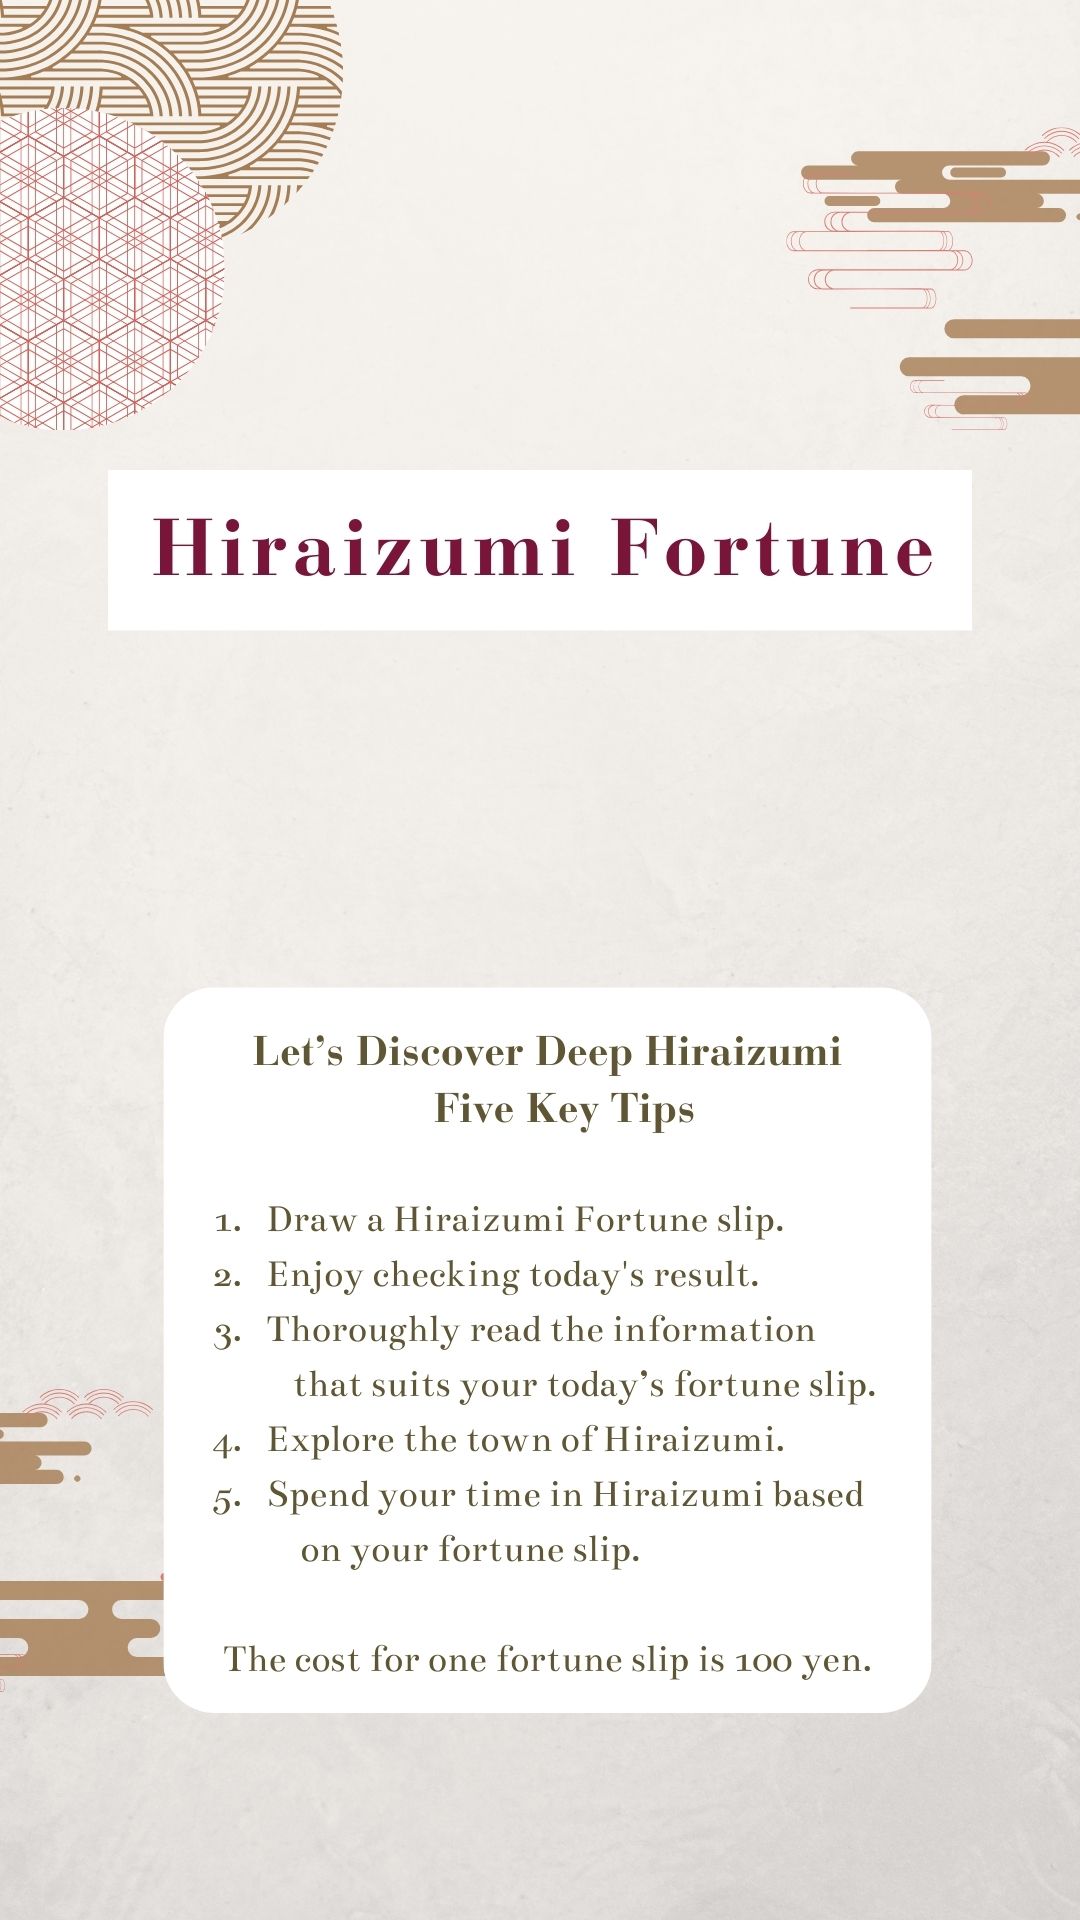 Hiraizumi Fortune
Let’s Discover Deep Hiraizumi
Five Key Tips
1. Draw a Hiraizumi Fortune slip.
2. Enjoy checking today's result.
3. Thoroughly read the information
that suits your today’s fortune slip.
4. Explore the town of Hiraizumi.
5. Spend your time in Hiraizumi based
on your fortune slip.
The cost for one fortune slip is 100 yen.